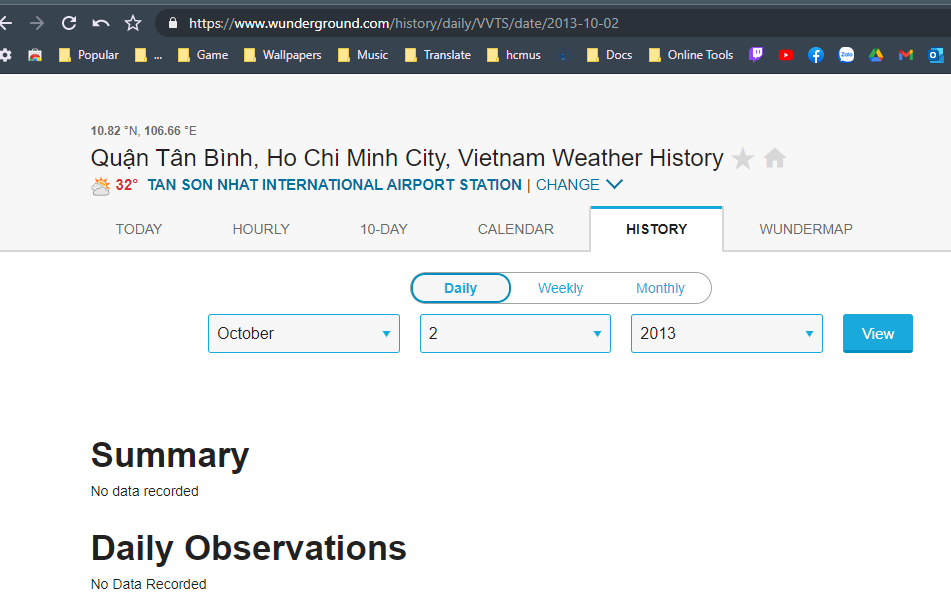 https://www.wunderground.com/history/daily/VVTS/date/2013-10-02
Popular ... Game Wallpapers Music Translate hcmus Docs Online Tools Zalo
10.82 °N, 106.66 °E
Quận Tân Bình, Ho Chi Minh City, Vietnam Weather History
32° TAN SON NHAT INTERNATIONAL AIRPORT STATION | CHANGE
TODAY HOURLY 10-DAY CALENDAR HISTORY WUNDERMAP
Daily Weekly Monthly
October 2 2013 View
Summary
No data recorded
Daily Observations
No Data Recorded